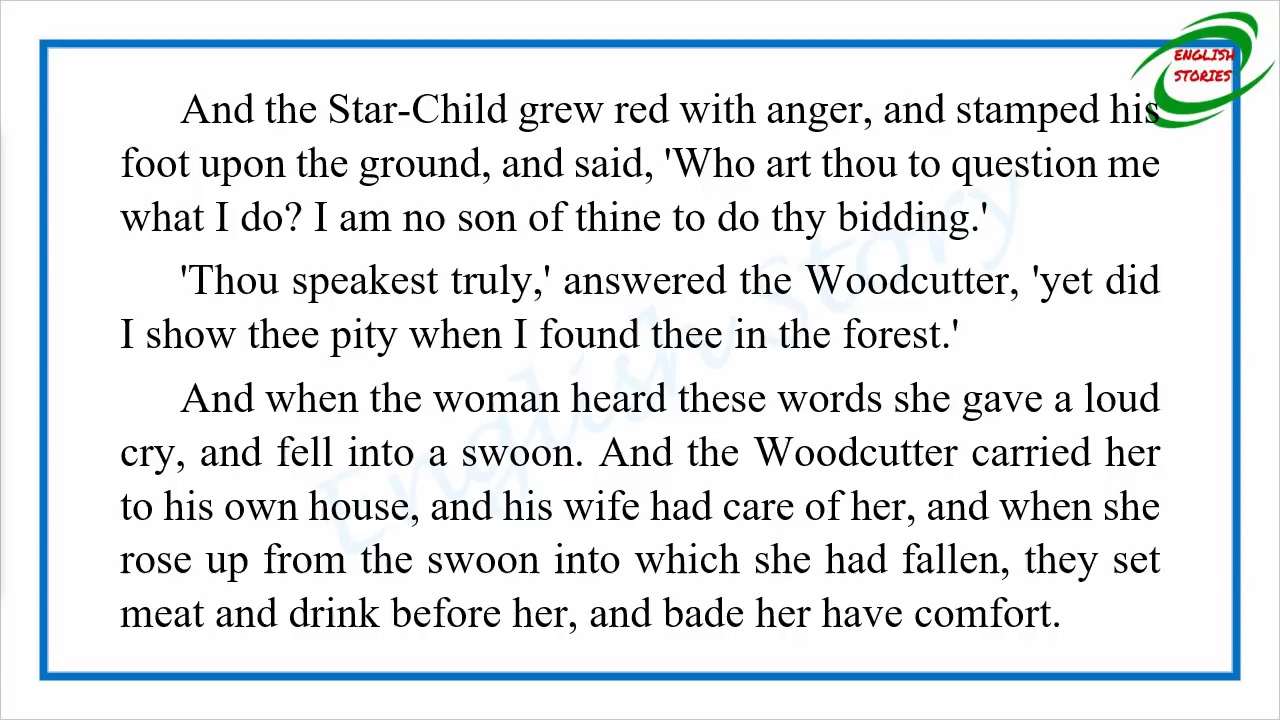 ENGLISH
STORIES
And the Star-Child grew red with anger, and stamped his
foot upon the ground, and said, 'Who art thou to question me
what I do? I am no son of thine to do thy bidding.'
'Thou speakest truly,' answered the Woodcutter, 'yet did
I show thee pity when I found thee in the forest.'
And when the woman heard these words she gave a loud
cry, and fell into a swoon. And the Woodcutter carried her
to his own house, and his wife had care of her, and when she
rose up from the swoon into which she had fallen, they set
meat and drink before her, and bade her have comfort.
English Story